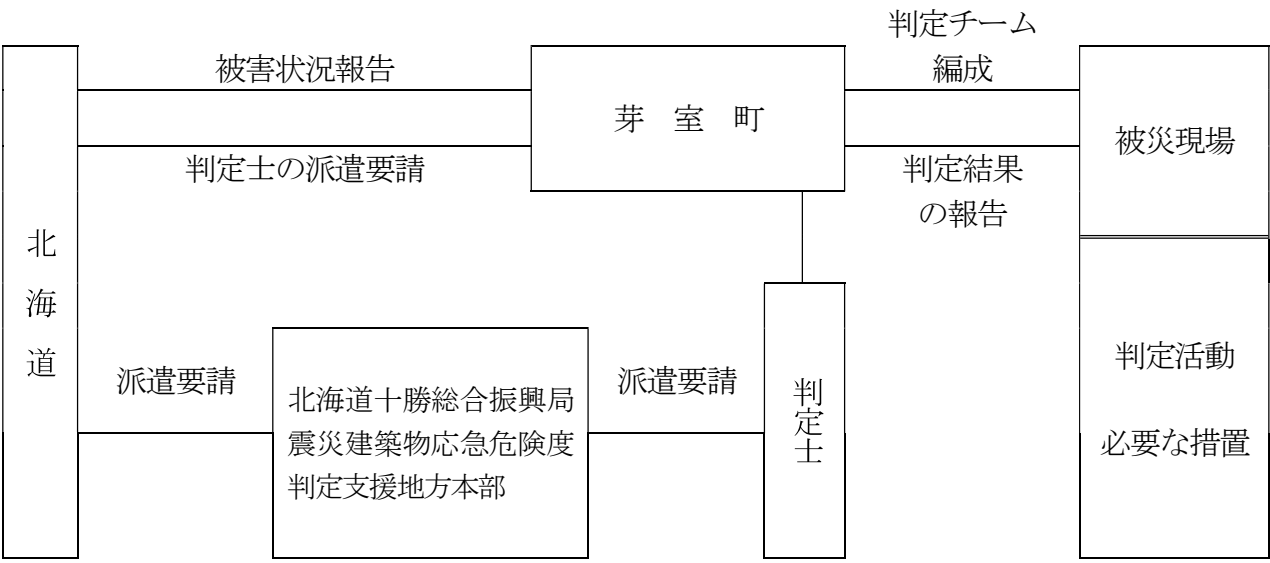 判定チーム
編成
被害状況報告
芽室町
被災現場
判定士の派遣要請
判定結果
の報告
北海道
派遣要請
北海道十勝総合振興局
震災建築物応急危険度
判定支援地方本部
派遣要請
判定士
判定活動
必要な措置